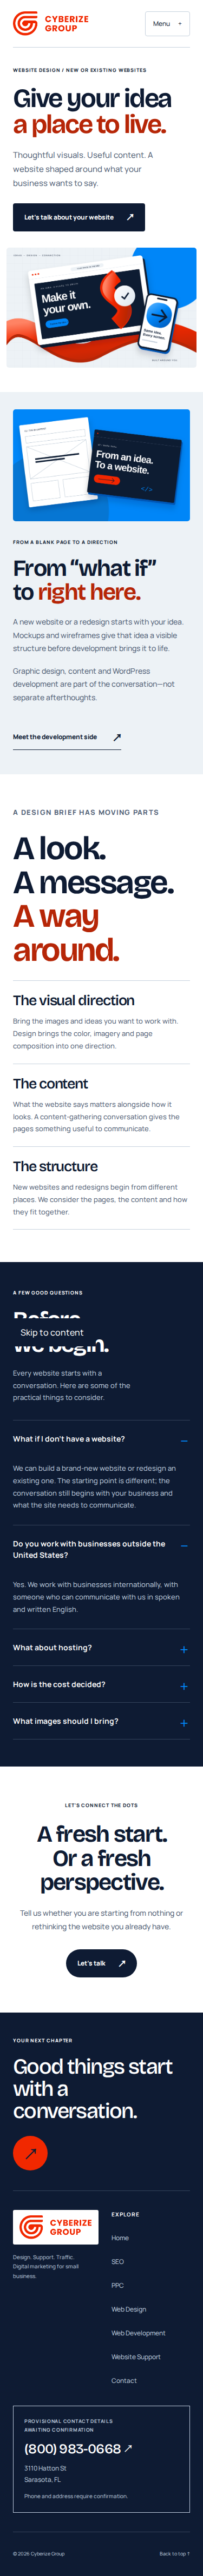 CYBERIZE
GROUP
Menu +
WEBSITE DESIGN / NEW OR EXISTING WEBSITES
Give your idea
a place to live.
Thoughtful visuals. Useful content. A
website shaped around what your
business wants to say.
Let's talk about your website ↗
Make it
your own.
Some ideas.
Every screen.
From an idea.
To a website.
</>
FROM A BLANK PAGE TO A DIRECTION
From “what if”
to right here.
A new website or a redesign starts with your idea.
Mockups and wireframes give that idea a visible
structure before development brings it to life.
Graphic design, content and WordPress
development are part of the conversation—not
separate afterthoughts.
Meet the development side ↗
A DESIGN BRIEF HAS MOVING PARTS
A look.
A message.
A way
around.
The visual direction
Bring the images and ideas you want to work with.
Design brings the color, imagery and page
composition into one direction.
The content
What the website says matters alongside how it
looks. A content-gathering conversation gives the
pages something useful to communicate.
The structure
New websites and redesigns begin from different
places. We consider the pages, the content and how
they fit together.
A FEW GOOD QUESTIONS
Before
Skip to content
we begin.
Every website starts with a
conversation. Here are some of the
practical things to consider.
What if I don't have a website? −
We can build a brand-new website or redesign an
existing one. The starting point is different; the
conversation still begins with your business and
what the site needs to communicate.
Do you work with businesses outside the
United States? −
Yes. We work with businesses internationally, with
someone who can communicate with us in spoken
and written English.
What about hosting? +
How is the cost decided? +
What images should I bring? +
LET'S CONNECT THE DOTS
A fresh start.
Or a fresh
perspective.
Tell us whether you are starting from nothing or
rethinking the website you already have.
Let's talk ↗
YOUR NEXT CHAPTER
Good things start
with a
conversation.
↗
CYBERIZE
GROUP
Design. Support. Traffic.
Digital marketing for small
business.
EXPLORE
Home
SEO
PPC
Web Design
Web Development
Website Support
Contact
PROVISIONAL CONTACT DETAILS
AWAITING CONFIRMATION
(800) 983-0668 ↗
3110 Hatton St
Sarasota, FL
Phone and address require confirmation.
© 2026 Cyberize Group
Back to top ↑